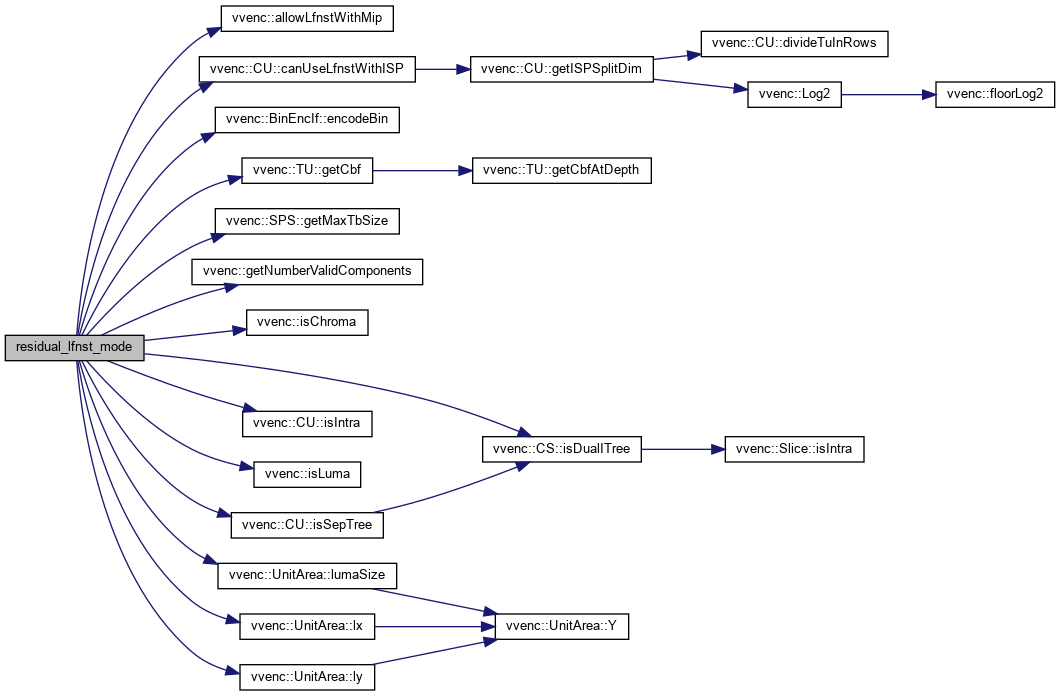 vvenc::allowLfnstWithMip
vvenc::CU::divideTuInRows
vvenc::CU::canUseLfnstWithISP
vvenc::CU::getISPSplitDim
vvenc::Log2
vvenc::floorLog2
vvenc::BinEncIf::encodeBin
vvenc::TU::getCbf
vvenc::TU::getCbfAtDepth
vvenc::SPS::getMaxTbSize
vvenc::getNumberValidComponents
vvenc::isChroma
residual_lfnst_mode
vvenc::CU::isIntra
vvenc::CS::isDualITree
vvenc::Slice::isIntra
vvenc::isLuma
vvenc::CU::isSepTree
vvenc::UnitArea::lumaSize
vvenc::UnitArea::lx
vvenc::UnitArea::Y
vvenc::UnitArea::ly